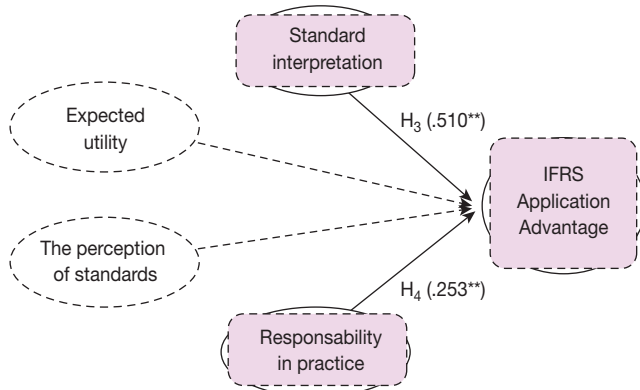 Standard
interpretation
H₃ (.510**)
Expected
utility
IFRS
Application
Advantage
The perception
of standards
H₄ (.253**)
Responsability
in practice